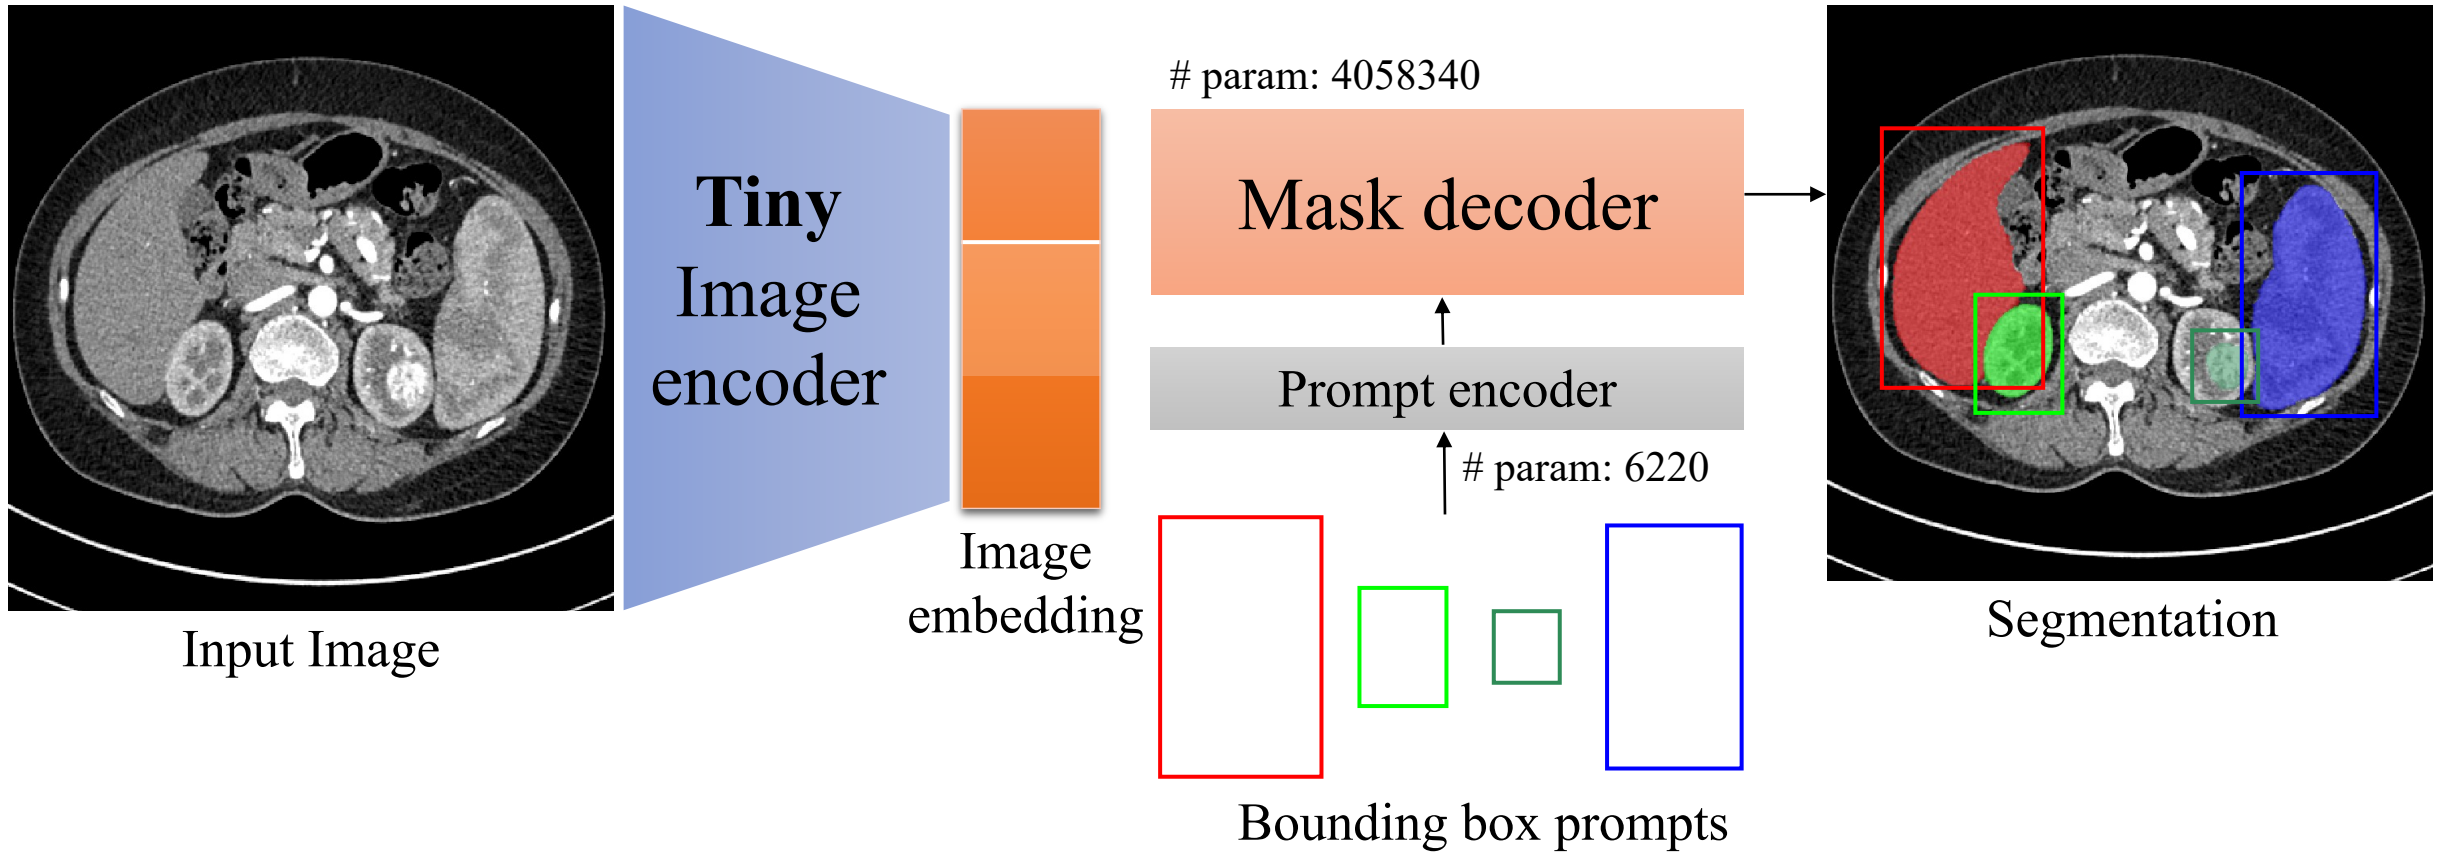 Input Image
Tiny
Image
encoder
Image
embedding
# param: 4058340
Mask decoder
Prompt encoder
# param: 6220
Bounding box prompts
Segmentation